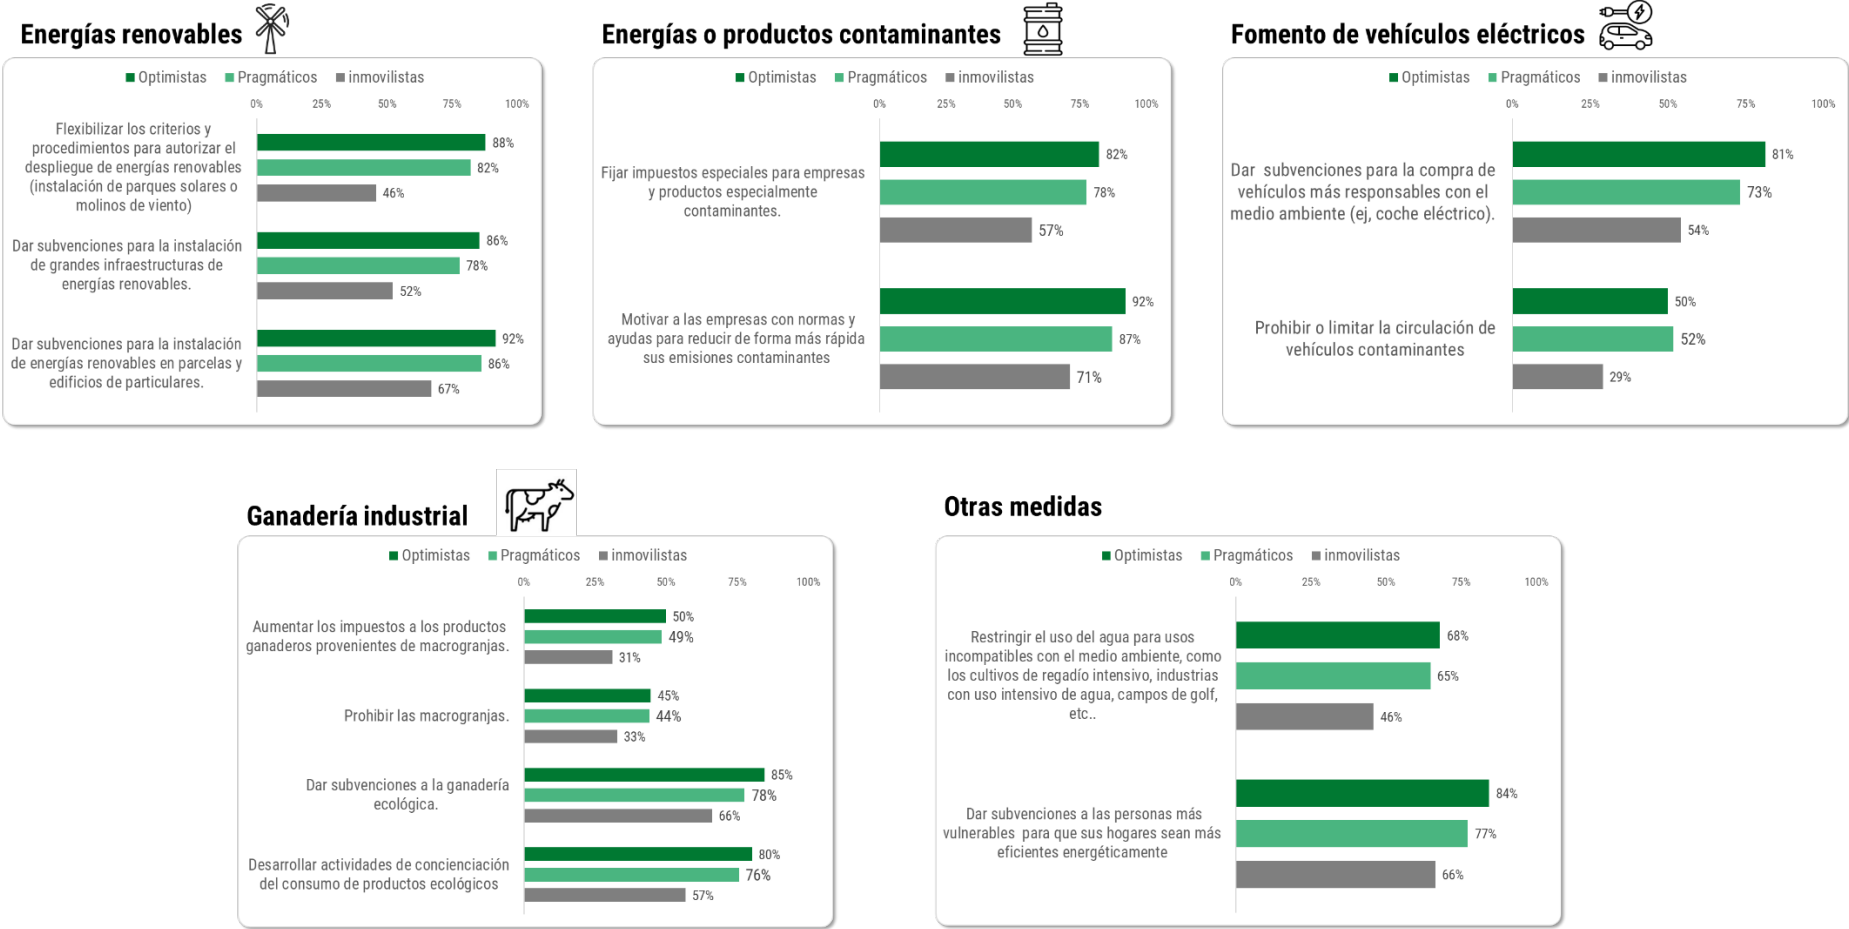 Energías renovables
Optimistas Pragmáticos inmovilistas
0% 25% 50% 75% 100%
Flexibilizar los criterios y
procedimientos para autorizar el
despliegue de energías renovables
(instalación de parques solares o
molinos de viento)
88%
82%
46%
Dar subvenciones para la instalación
de grandes infraestructuras de
energías renovables.
86%
78%
52%
Dar subvenciones para la instalación
de energías renovables en parcelas y
edificios de particulares.
92%
86%
67%
Energías o productos contaminantes
Optimistas Pragmáticos inmovilistas
0% 25% 50% 75% 100%
Fijar impuestos especiales para empresas
y productos especialmente
contaminantes.
82%
78%
57%
Motivar a las empresas con normas y
ayudas para reducir de forma más rápida
sus emisiones contaminantes
92%
87%
71%
Fomento de vehículos eléctricos
Optimistas Pragmáticos inmovilistas
0% 25% 50% 75% 100%
Dar subvenciones para la compra de
vehículos más responsables con el
medio ambiente (ej, coche eléctrico).
81%
73%
54%
Prohibir o limitar la circulación de
vehículos contaminantes
50%
52%
29%
Ganadería industrial
Optimistas Pragmáticos inmovilistas
0% 25% 50% 75% 100%
Aumentar los impuestos a los productos
ganaderos provenientes de macrogranjas.
50%
49%
31%
Prohibir las macrogranjas.
45%
44%
33%
Dar subvenciones a la ganadería
ecológica.
85%
78%
66%
Desarrollar actividades de concienciación
del consumo de productos ecológicos
80%
76%
57%
Otras medidas
Optimistas Pragmáticos inmovilistas
0% 25% 50% 75% 100%
Restringir el uso del agua para usos
incompatibles con el medio ambiente, como
los cultivos de regadío intensivo, industrias
con uso intensivo de agua, campos de golf,
etc..
68%
65%
46%
Dar subvenciones a las personas más
vulnerables para que sus hogares sean más
eficientes energéticamente
84%
77%
66%